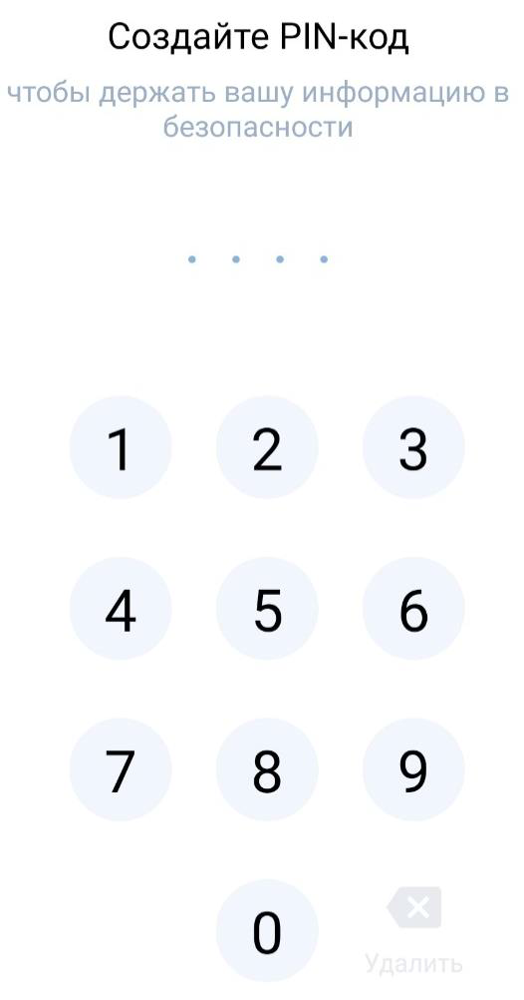 Создайте PIN-код
чтобы держать вашу информацию в
безопасности
1 2 3
4 5 6
7 8 9
0
Удалить